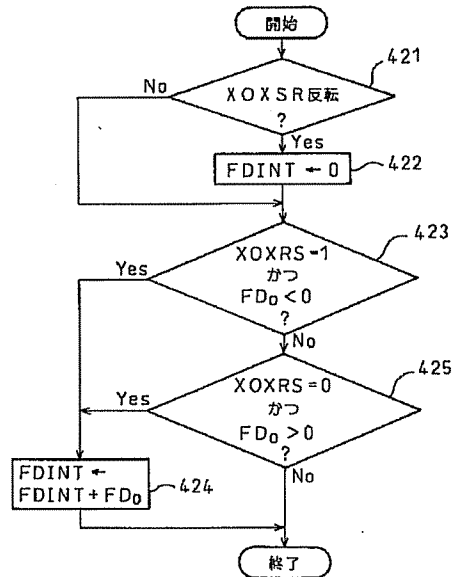 開始
421
No
XOXSR反転
?
Yes
FDINT ← 0
422
423
Yes
XOXRS=1
かつ
FD₀<0
?
No
425
Yes
XOXRS=0
かつ
FD₀>0
?
No
FDINT ←
FDINT+FD₀
424
終了